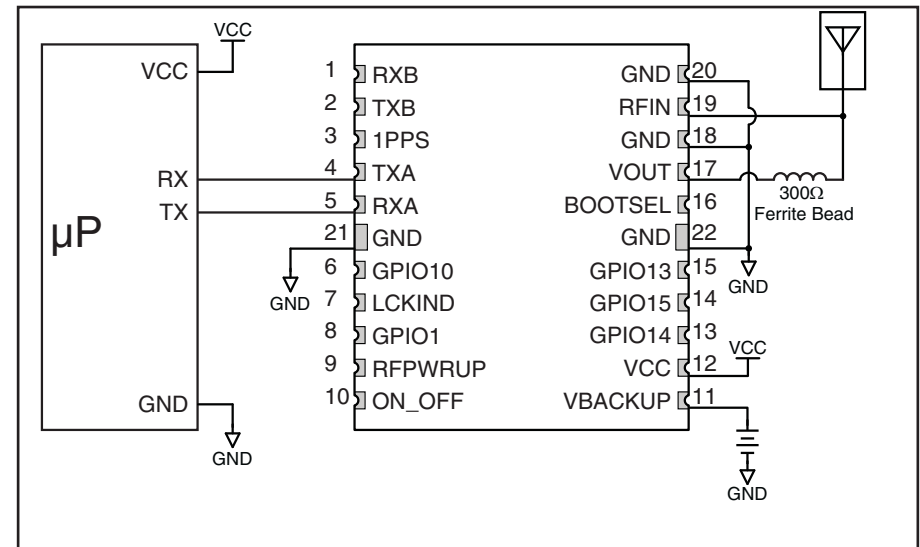 µP
VCC
VCC
RX
TX
GND
GND
1 RXB
2 TXB
3 1PPS
4 TXA
5 RXA
21 GND
GND
6 GPIO10
7 LCKIND
8 GPIO1
9 RFPWRUP
10 ON_OFF
GND 20
RFIN 19
GND 18
VOUT 17
BOOTSEL 16
GND 22
GPIO13 15
GPIO15 14
GPIO14 13
VCC 12
VBACKUP 11
300Ω
Ferrite Bead
GND
VCC
GND